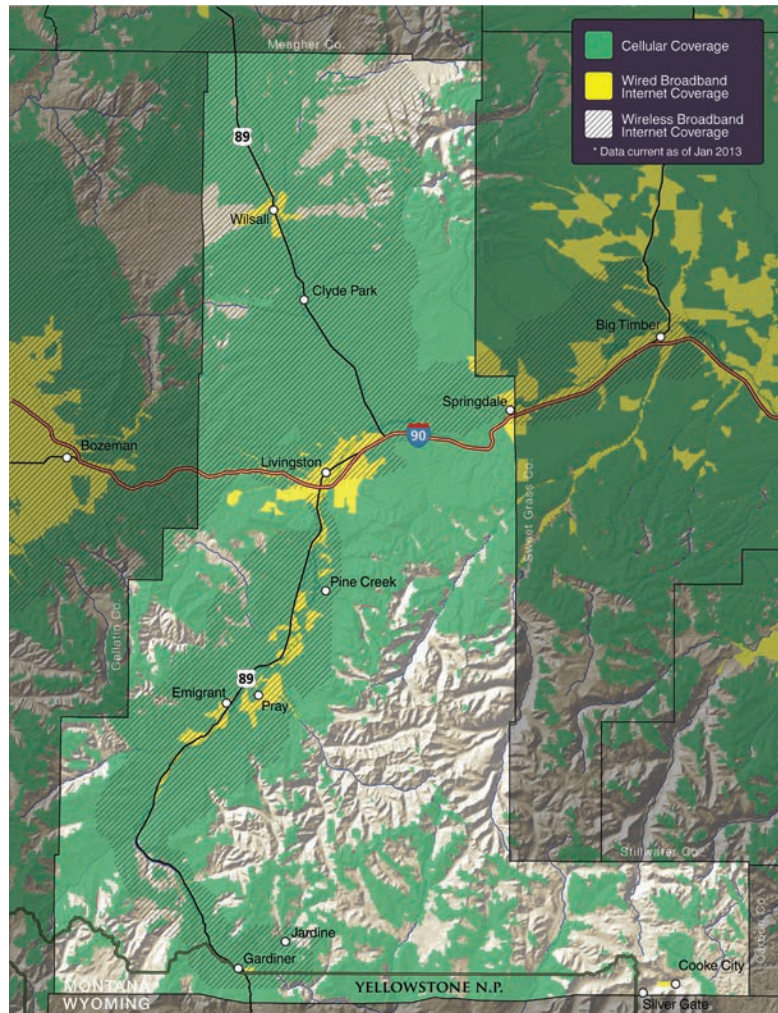 Meagher Co.
Cellular Coverage
Wired Broadband
Internet Coverage
Wireless Broadband
Internet Coverage
* Data current as of Jan 2013
89
Wilsall
Clyde Park
Big Timber
Springdale
90
Bozeman
Livingston
Sweet Grass Co.
Pine Creek
Gallatin Co.
89
Emigrant
Pray
Stillwater Co.
Jardine
Gardiner
Cooke City
MONTANA
WYOMING
YELLOWSTONE N.P.
Silver Gate